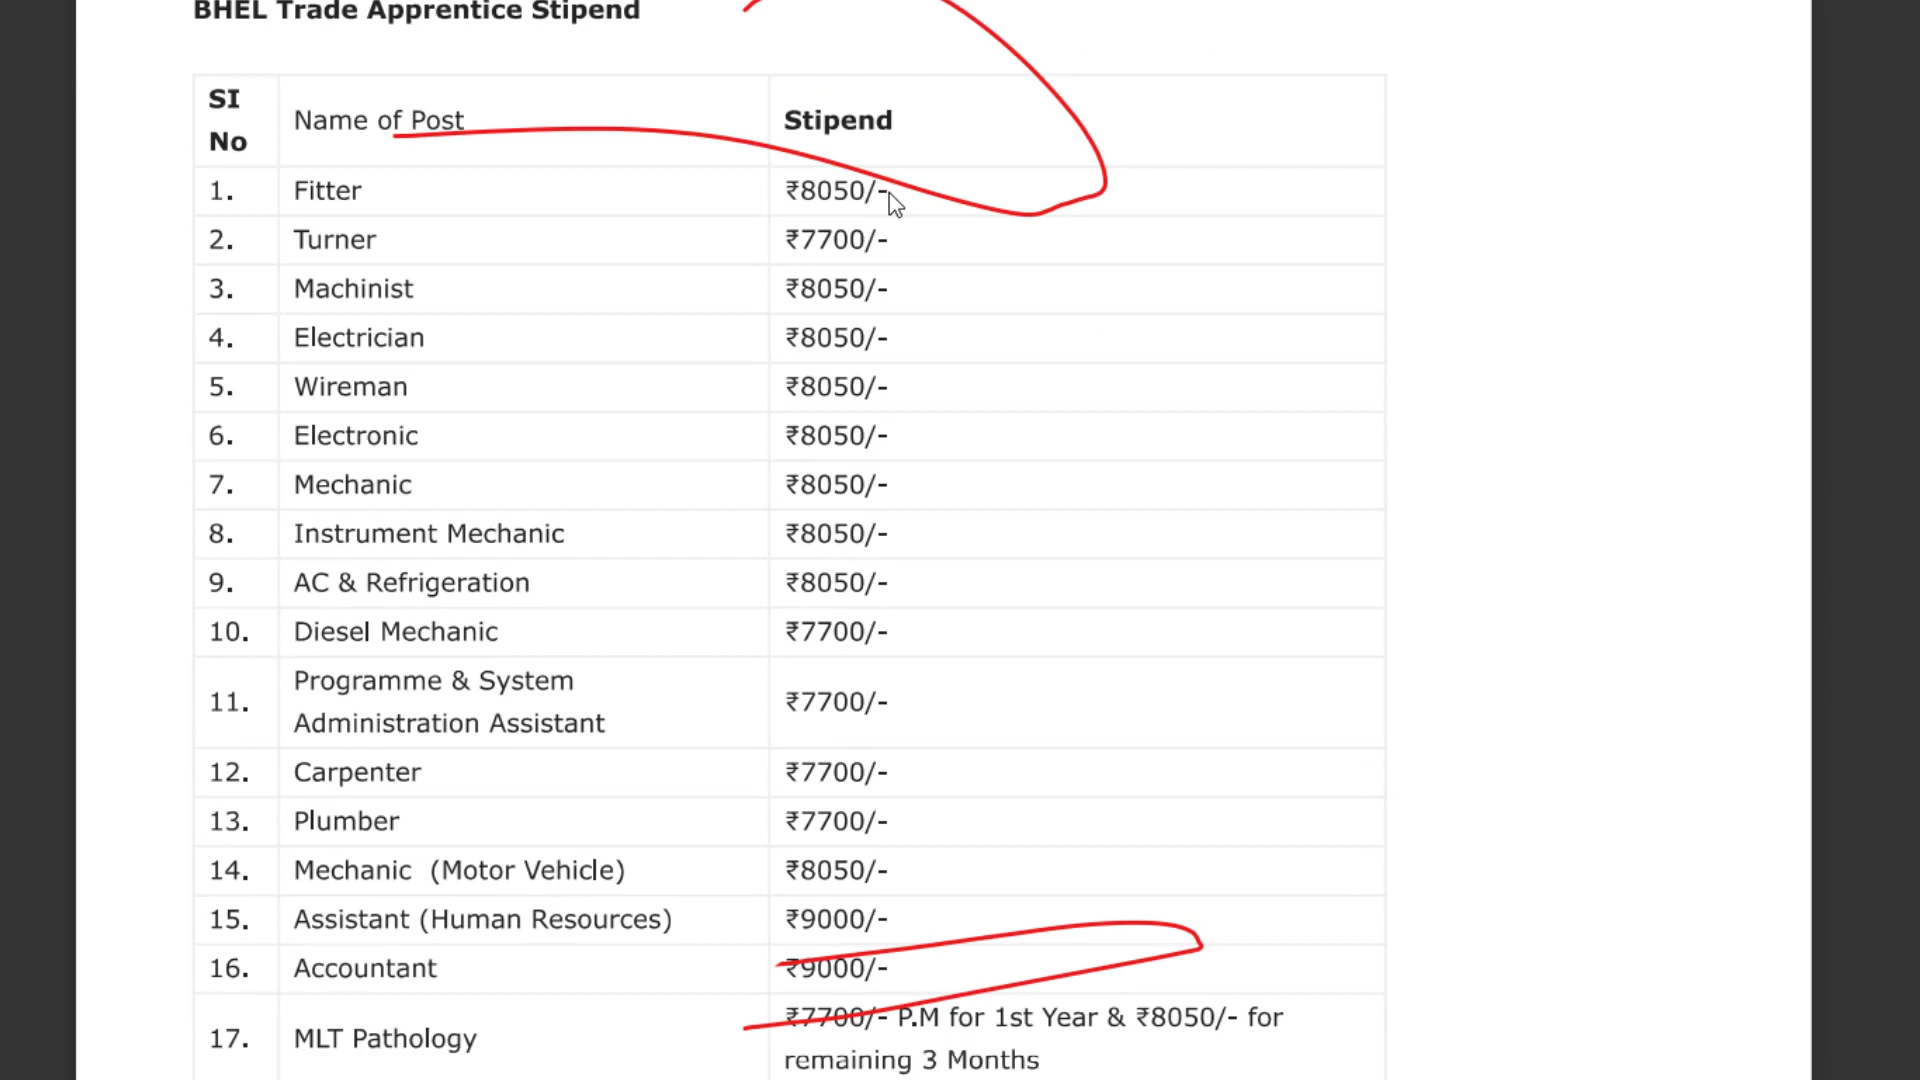 BHEL Trade Apprentice Stipend
SI No Name of Post Stipend
1. Fitter ₹8050/-
2. Turner ₹7700/-
3. Machinist ₹8050/-
4. Electrician ₹8050/-
5. Wireman ₹8050/-
6. Electronic ₹8050/-
7. Mechanic ₹8050/-
8. Instrument Mechanic ₹8050/-
9. AC & Refrigeration ₹8050/-
10. Diesel Mechanic ₹7700/-
11. Programme & System Administration Assistant ₹7700/-
12. Carpenter ₹7700/-
13. Plumber ₹7700/-
14. Mechanic (Motor Vehicle) ₹8050/-
15. Assistant (Human Resources) ₹9000/-
16. Accountant ₹9000/-
17. MLT Pathology ₹7700/- P.M for 1st Year & ₹8050/- for remaining 3 Months